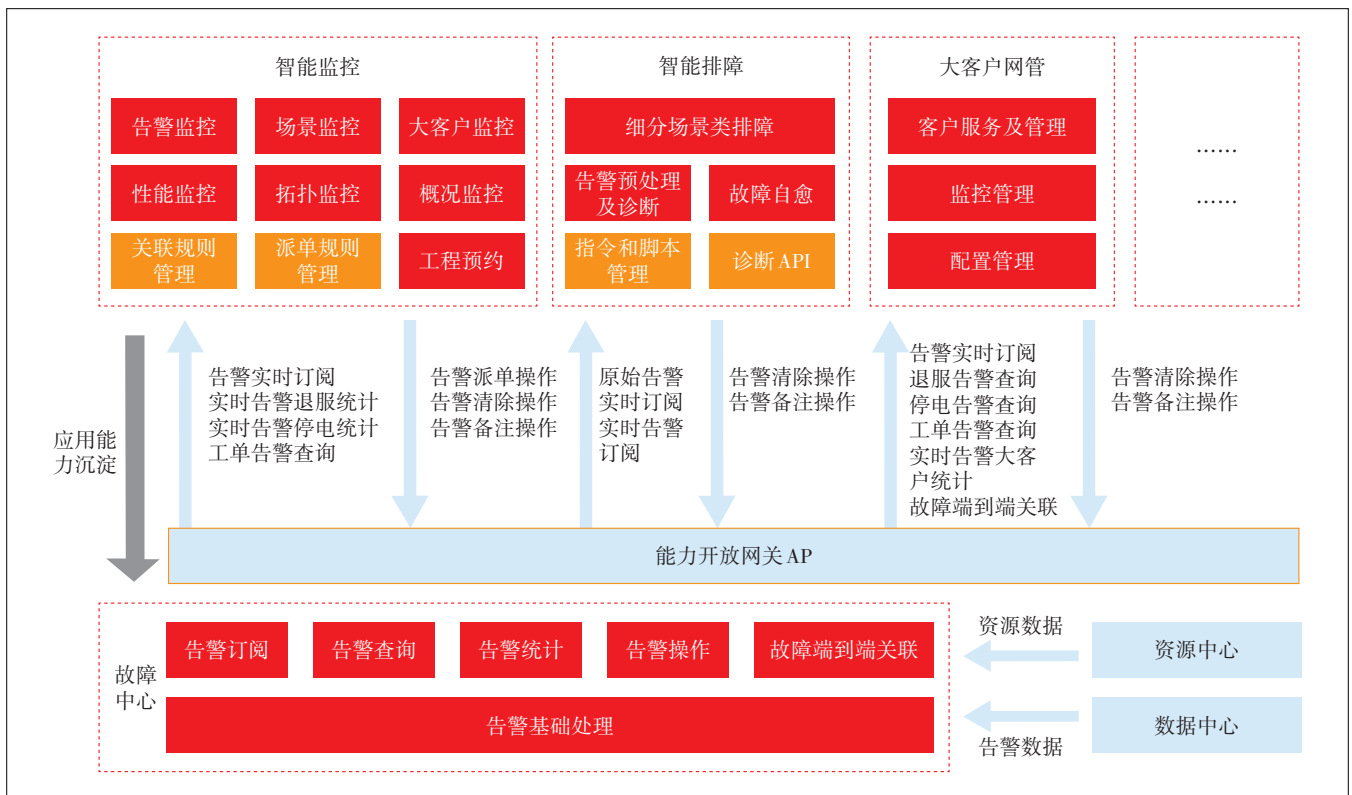 智能监控
告警监控
场景监控
大客户监控
性能监控
拓扑监控
概况监控
关联规则
管理
派单规则
管理
工程预约
智能排障
细分场景类排障
告警预处理
及诊断
故障自愈
指令和脚本
管理
诊断API
大客户网管
客户服务及管理
监控管理
配置管理
……
……
应用能
力沉淀
告警实时订阅
实时告警退服统计
实时告警停电统计
工单告警查询
告警派单操作
告警清除操作
告警备注操作
原始告警
实时订阅
实时告警
订阅
告警清除操作
告警备注操作
告警实时订阅
退服告警查询
停电告警查询
工单告警查询
实时告警大客
户统计
故障端到端关联
告警清除操作
告警备注操作
能力开放网关AP
故障
中心
告警订阅
告警查询
告警统计
告警操作
故障端到端关联
告警基础处理
资源数据
资源中心
告警数据
数据中心